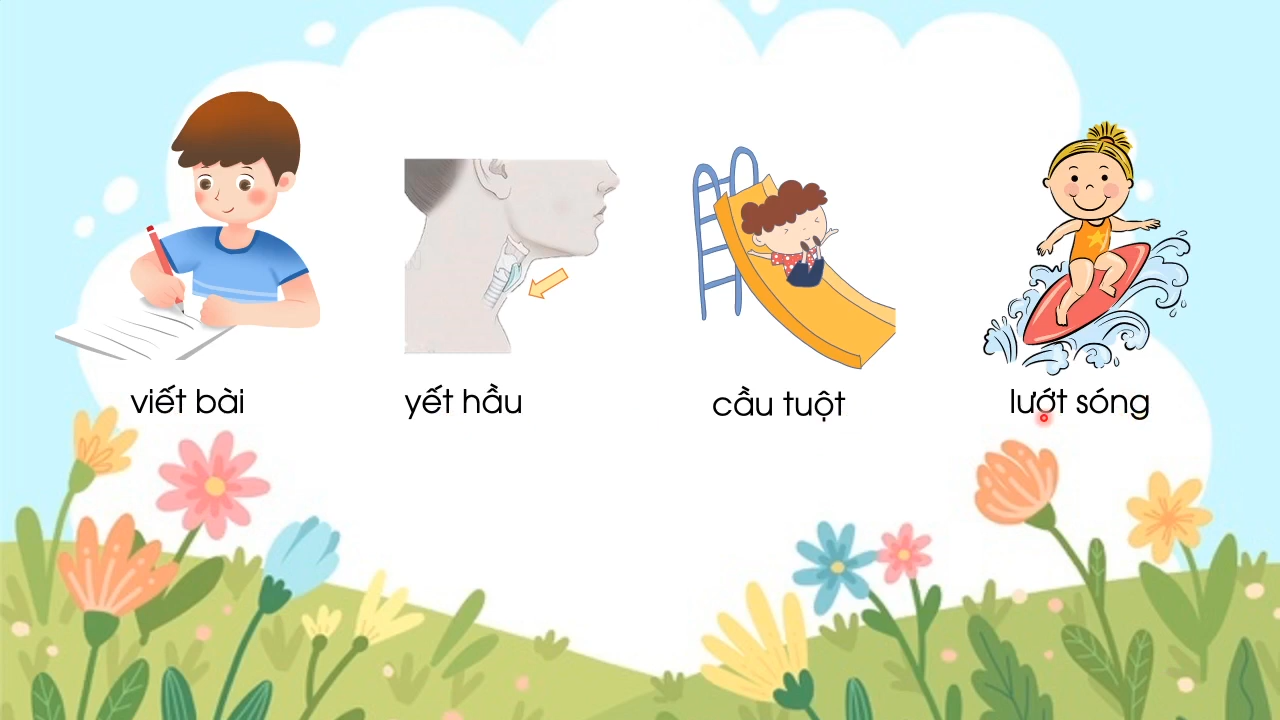 viết bài
yết hầu
cầu tuột
lướt sóng